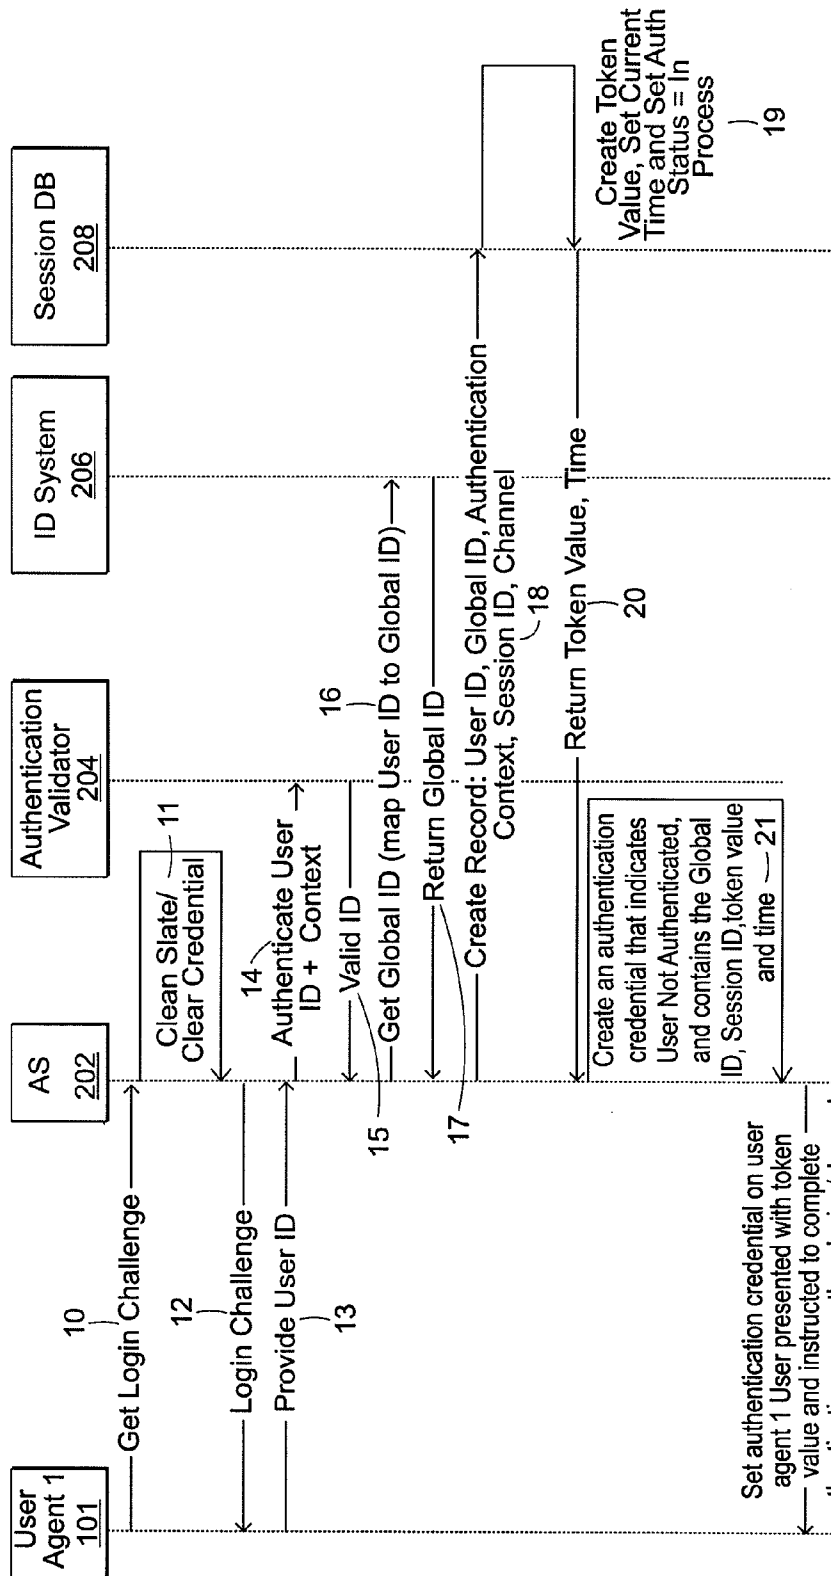 User
Agent 1
101
AS
202
Authentication
Validator
204
ID System
206
Session DB
208
10
Get Login Challenge
Clean Slate/
Clear Credential
11
12
Login Challenge
Provide User ID
13
14
Authenticate User
ID + Context
Valid ID
15
16
Get Global ID (map User ID to Global ID)
Return Global ID
17
Create Record: User ID, Global ID, Authentication
Context, Session ID, Channel
18
Create Token
Value, Set Current
Time and Set Auth
Status = In
Process
19
Return Token Value, Time
20
Create an authentication
credential that indicates
User Not Authenticated,
and contains the Global
ID, Session ID,token value
and time
21
Set authentication credential on user
agent 1 User presented with token
value and instructed to complete